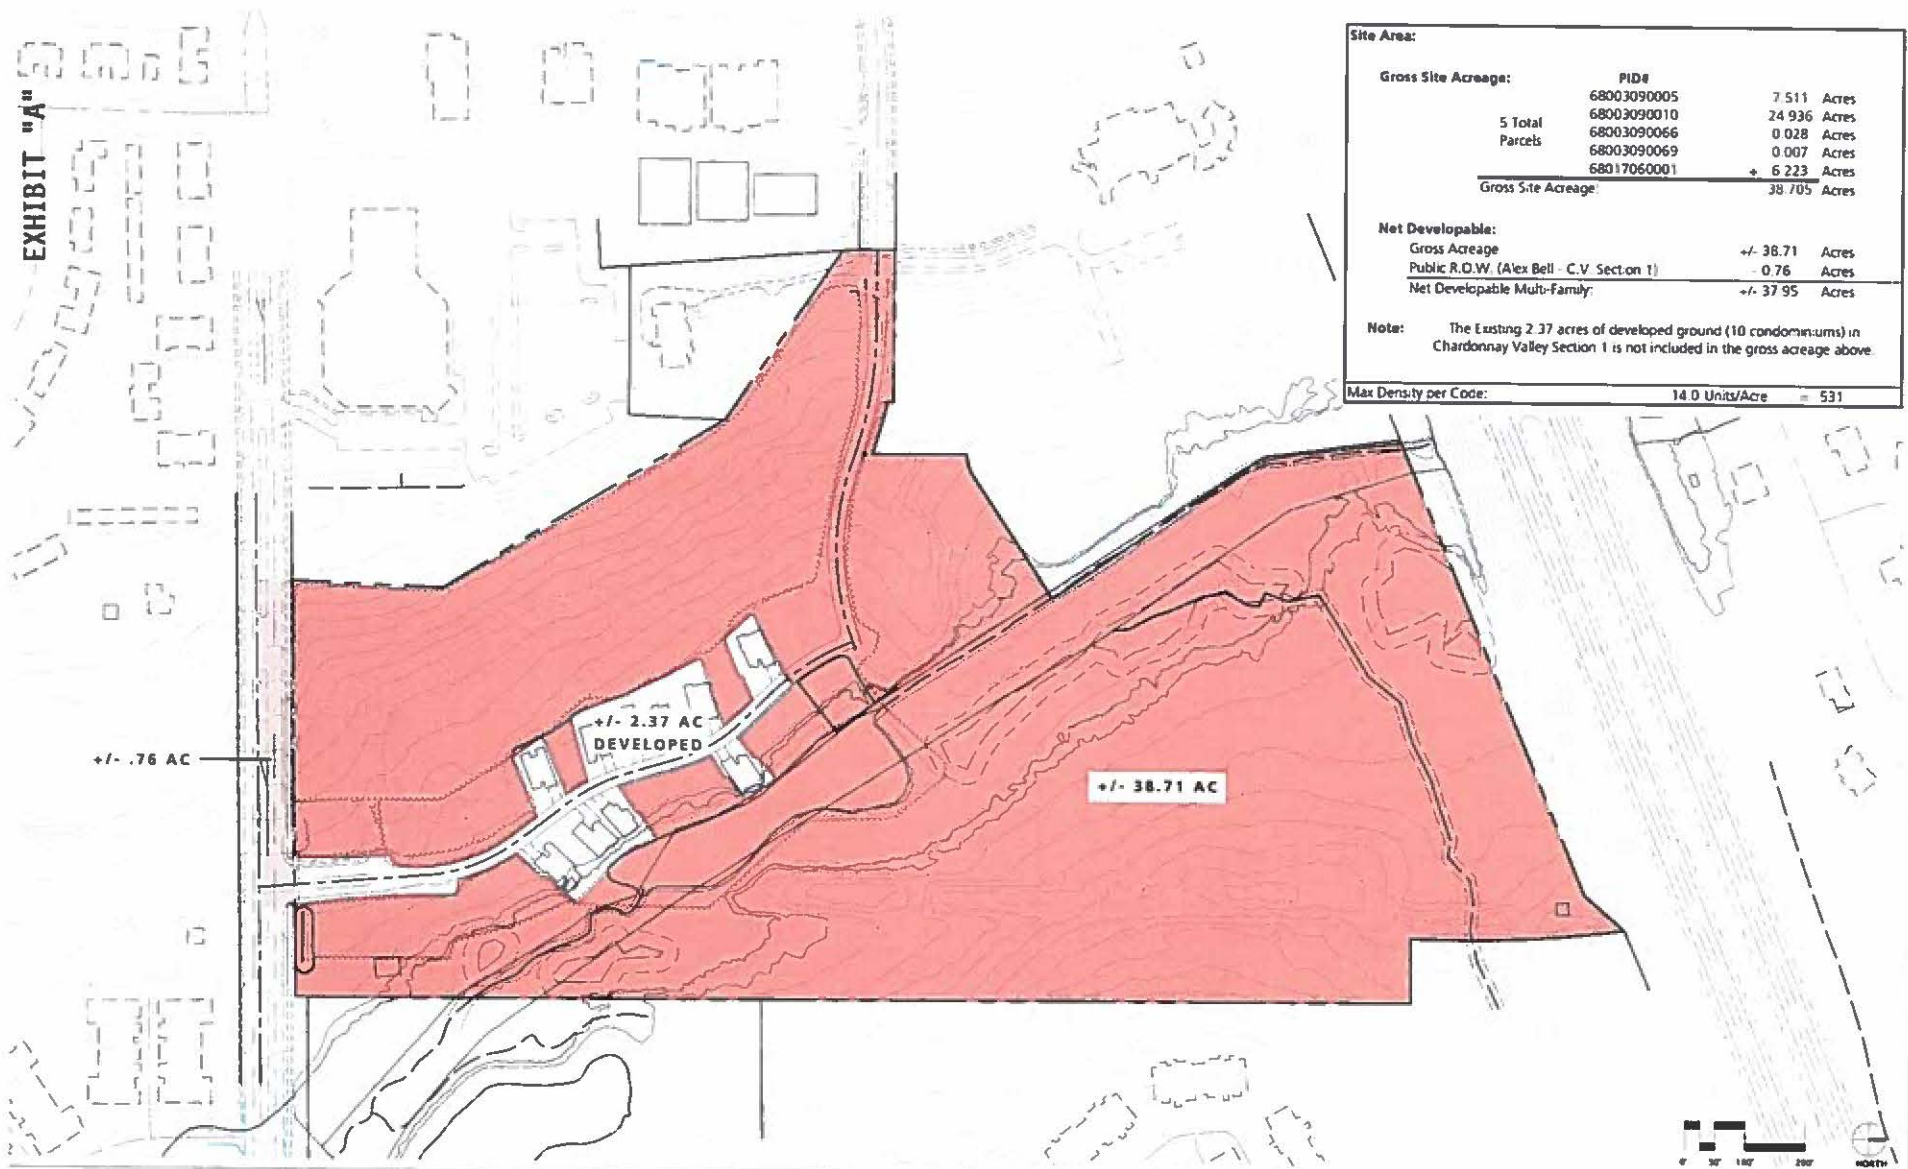 EXHIBIT "A"
Site Area:
Gross Site Acreage: PID#
68003090005 7.511 Acres
5 Total 68003090010 24 936 Acres
Parcels 68003090066 0 028 Acres
68003090069 0.007 Acres
68017060001 + 6 223 Acres
Gross Site Acreage: 38.705 Acres
Net Developable:
Gross Acreage +/- 38.71 Acres
Public R.O.W. (Alex Bell - C.V. Section 1) - 0.76 Acres
Net Developable Multi-Family: +/- 37 95 Acres
Note: The Existing 2.37 acres of developed ground (10 condominiums) in
Chardonnay Valley Section 1 is not included in the gross acreage above.
Max Density per Code: 14.0 Units/Acre = 531
+/- 2.37 AC
DEVELOPED
+/- .76 AC
+/- 38.71 AC
0' 50' 100' 200'
NORTH